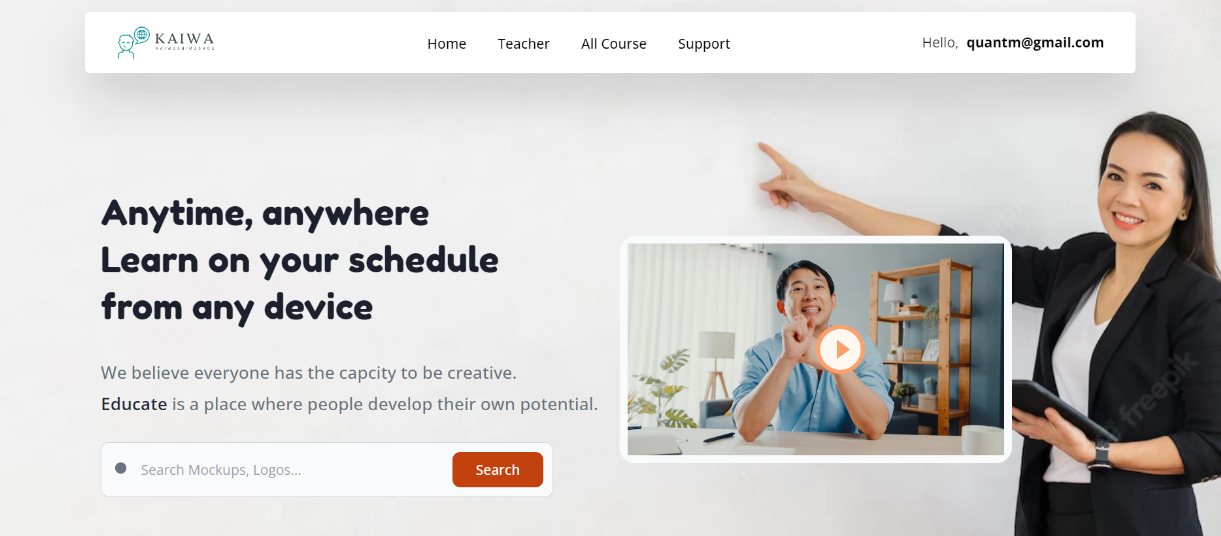 KAIWA
Home
Teacher
All Course
Support
Hello, quantm@gmail.com
Anytime, anywhere
Learn on your schedule
from any device
We believe everyone has the capcity to be creative.
Educate is a place where people develop their own potential.
Search Mockups, Logos...
Search
freepik